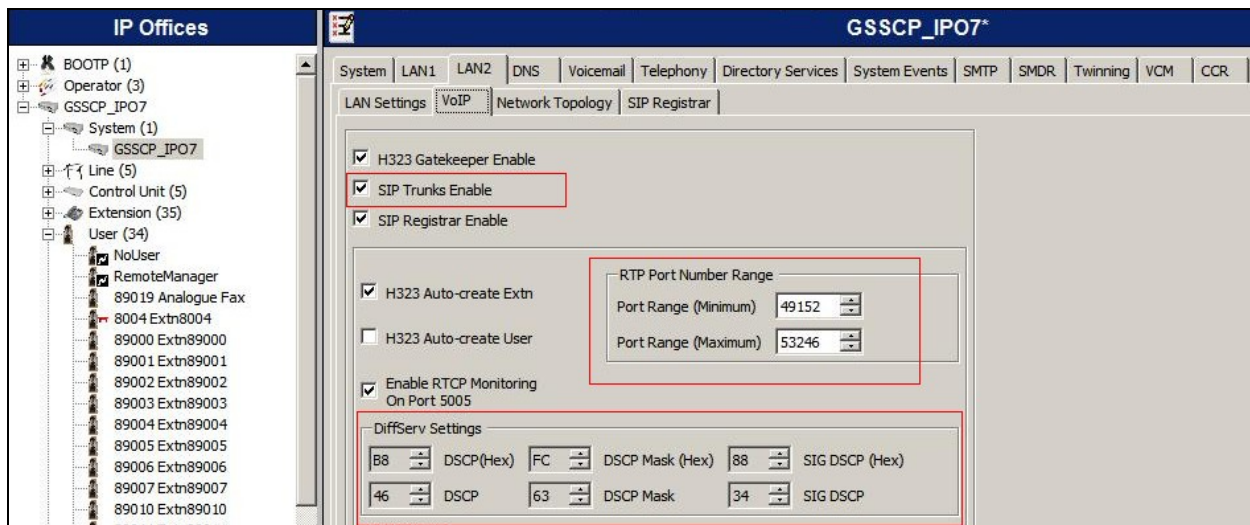 IP Offices
BOOTP (1)
Operator (3)
GSSCP_IPO7
System (1)
GSSCP_IPO7
Line (5)
Control Unit (5)
Extension (35)
User (34)
NoUser
RemoteManager
89019 Analogue Fax
8004 Extn8004
89000 Extn89000
89001 Extn89001
89002 Extn89002
89003 Extn89003
89004 Extn89004
89005 Extn89005
89006 Extn89006
89007 Extn89007
89010 Extn89010
GSSCP_IPO7*
System LAN1 LAN2 DNS Voicemail Telephony Directory Services System Events SMTP SMDR Twinning VCM CCR
LAN Settings VoIP Network Topology SIP Registrar
H323 Gatekeeper Enable
SIP Trunks Enable
SIP Registrar Enable
H323 Auto-create Extn
H323 Auto-create User
Enable RTCP Monitoring
On Port 5005
RTP Port Number Range
Port Range (Minimum) 49152
Port Range (Maximum) 53246
DiffServ Settings
B8 DSCP(Hex) FC DSCP Mask (Hex) 88 SIG DSCP (Hex)
46 DSCP 63 DSCP Mask 34 SIG DSCP